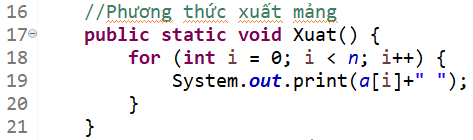 16 //Phương thức xuất mảng
17 public static void Xuat() {
18 for (int i = 0; i < n; i++) {
19 System.out.print(a[i]+" ");
20 }
21 }